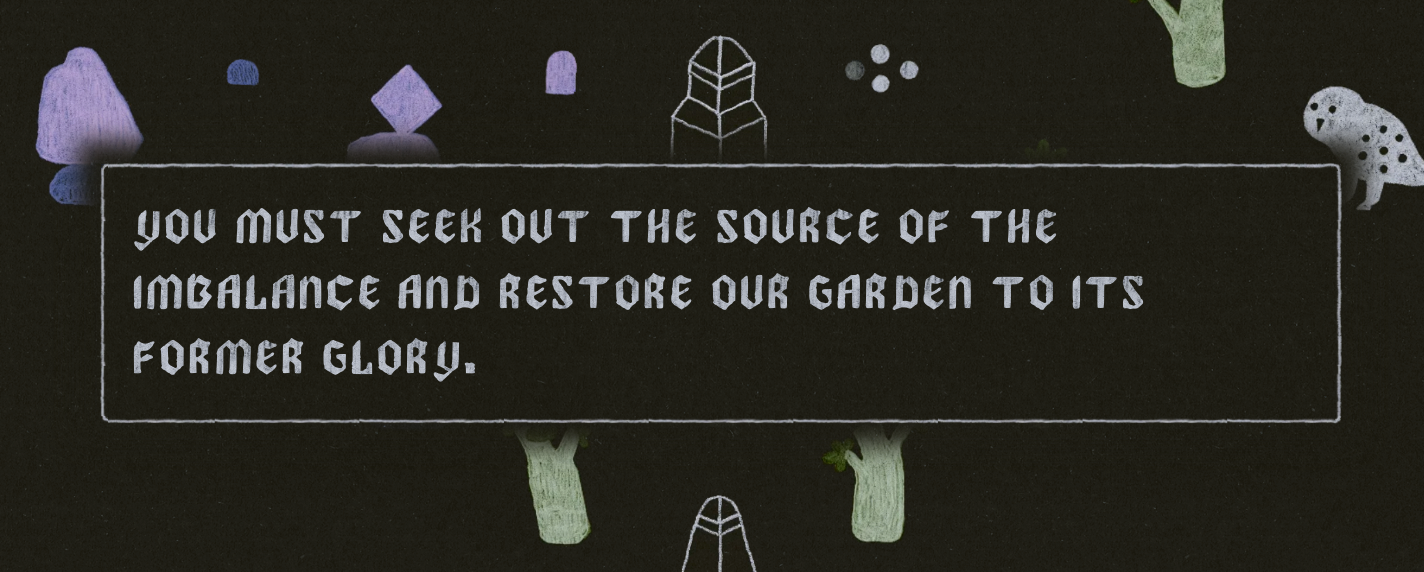 YOU MUST SEEK OUT THE SOURCE OF THE
IMBALANCE AND RESTORE OUR GARDEN TO ITS
FORMER GLORY.